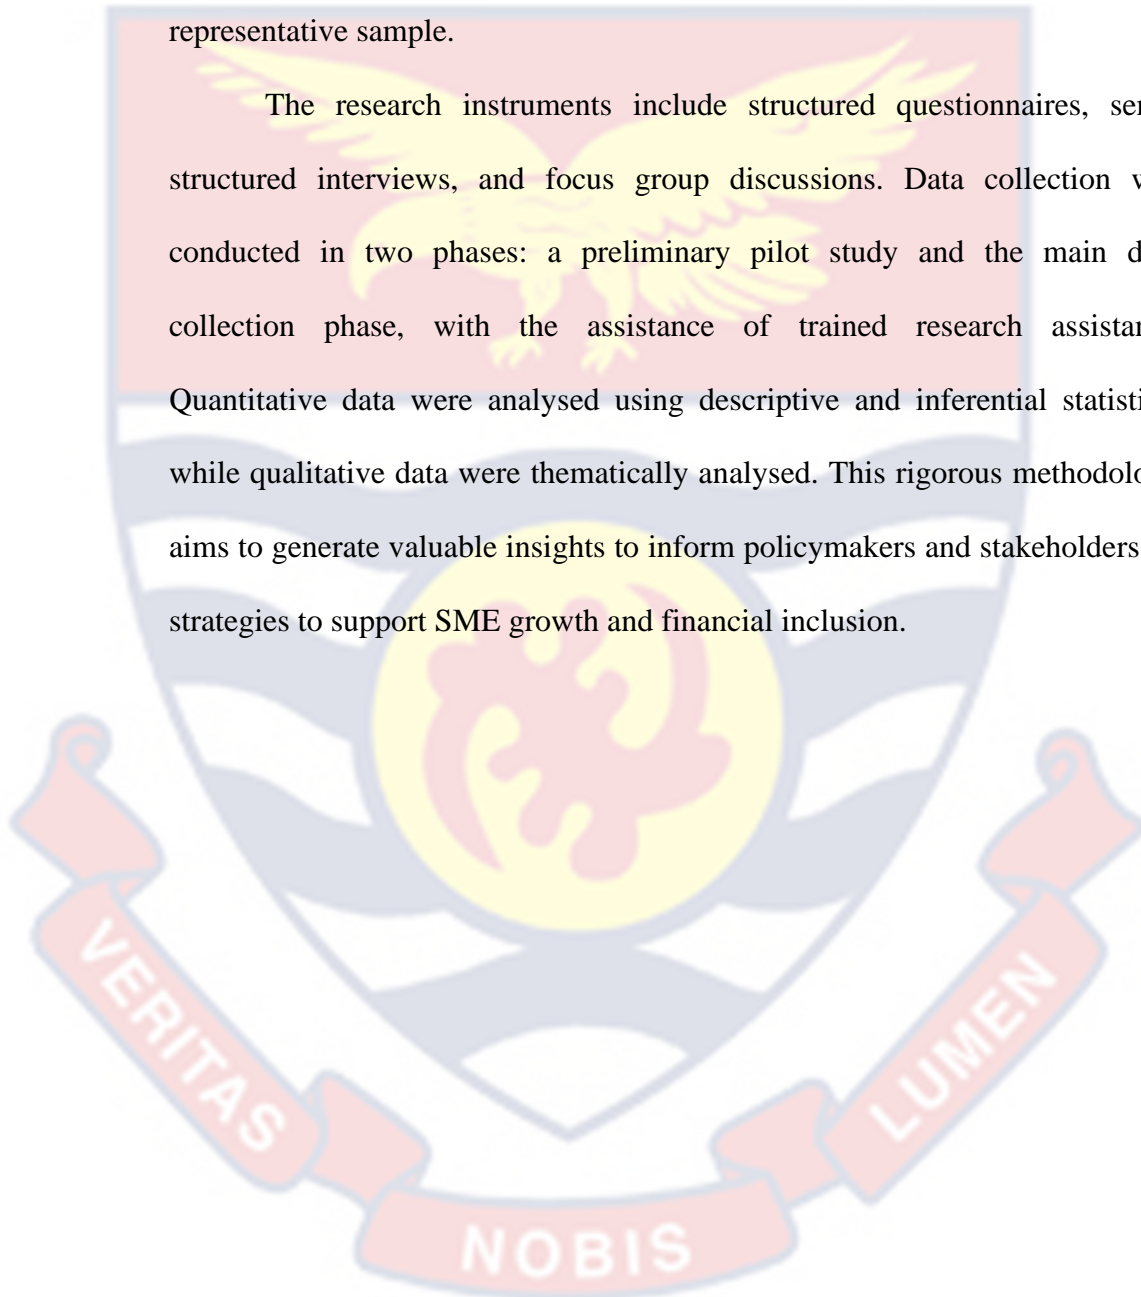 representative sample.
The research instruments include structured questionnaires, sem
structured interviews, and focus group discussions. Data collection w
conducted in two phases: a preliminary pilot study and the main d
collection phase, with the assistance of trained research assistan
Quantitative data were analysed using descriptive and inferential statisti
while qualitative data were thematically analysed. This rigorous methodolo
aims to generate valuable insights to inform policymakers and stakeholders
strategies to support SME growth and financial inclusion.
VERITAS
NOBIS
LUMEN